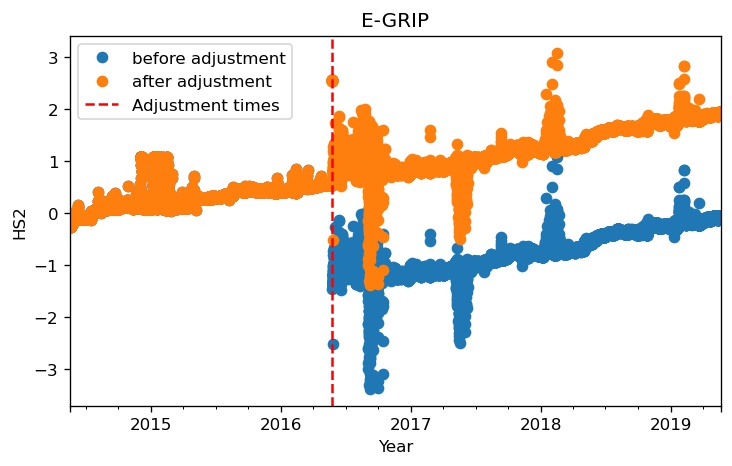 E-GRIP
before adjustment
after adjustment
Adjustment times
HS2
3
2
1
0
−1
−2
−3
2015 2016 2017 2018 2019
Year